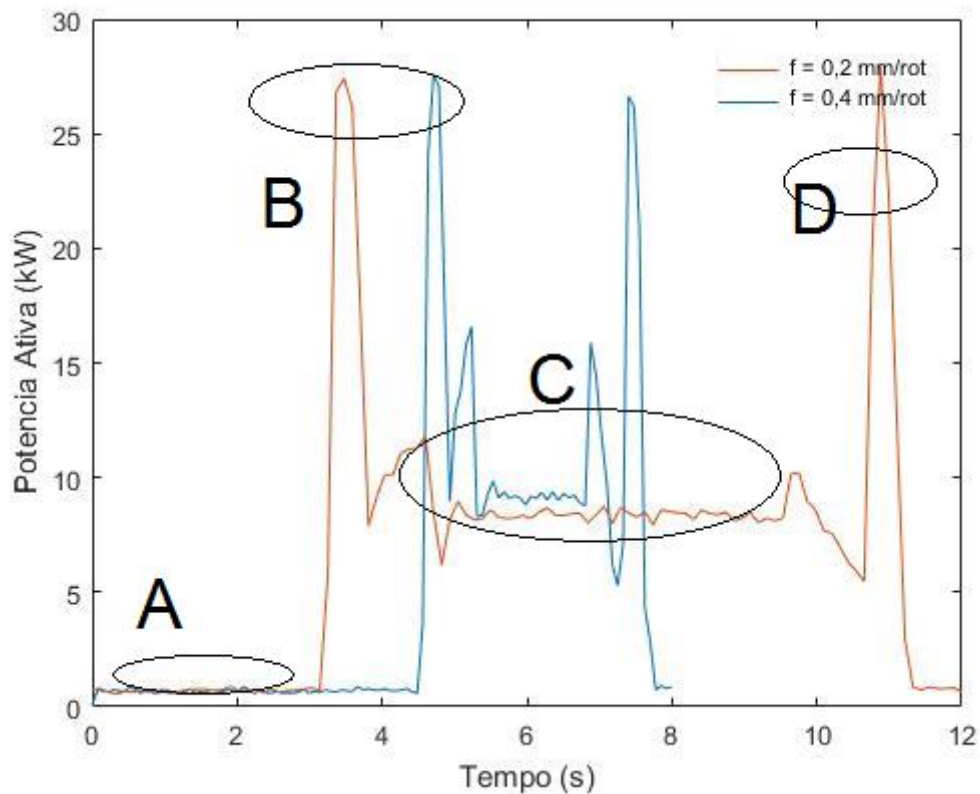 30
25
20
15
10
5
0
Potencia Ativa (kW)
f = 0,2 mm/rot
f = 0,4 mm/rot
B
D
C
A
0 2 4 6 8 10 12
Tempo (s)